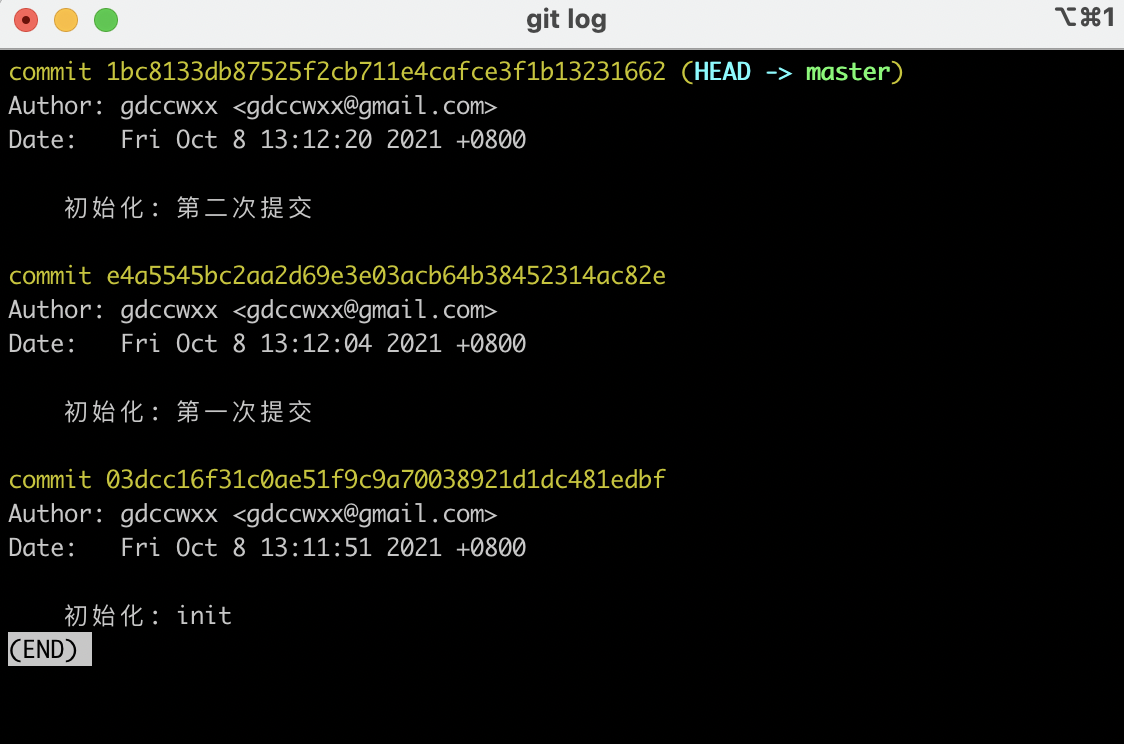 git log
⌥⌘1
commit 1bc8133db87525f2cb711e4cafce3f1b13231662 (HEAD -> master)
Author: gdccwxx <gdccwxx@gmail.com>
Date:   Fri Oct 8 13:12:20 2021 +0800
初始化: 第二次提交
commit e4a5545bc2aa2d69e3e03acb64b38452314ac82e
Author: gdccwxx <gdccwxx@gmail.com>
Date:   Fri Oct 8 13:12:04 2021 +0800
初始化: 第一次提交
commit 03dcc16f31c0ae51f9c9a70038921d1dc481edbf
Author: gdccwxx <gdccwxx@gmail.com>
Date:   Fri Oct 8 13:11:51 2021 +0800
初始化: init
(END)